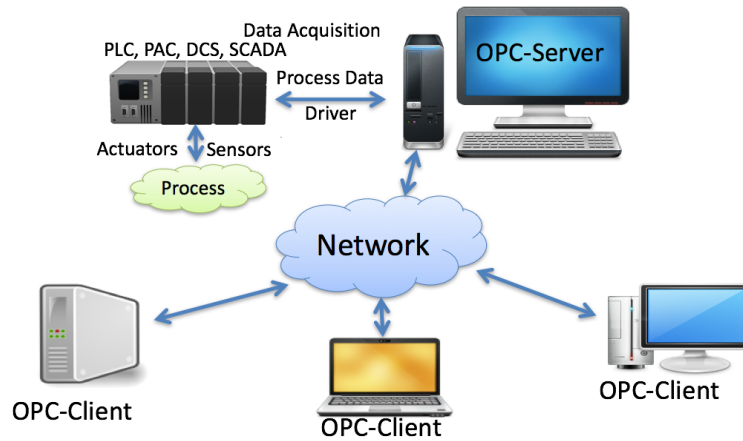 Data Acquisition
PLC, PAC, DCS, SCADA
OPC-Server
Process Data
Driver
Actuators
Sensors
Process
Network
OPC-Client
OPC-Client
OPC-Client